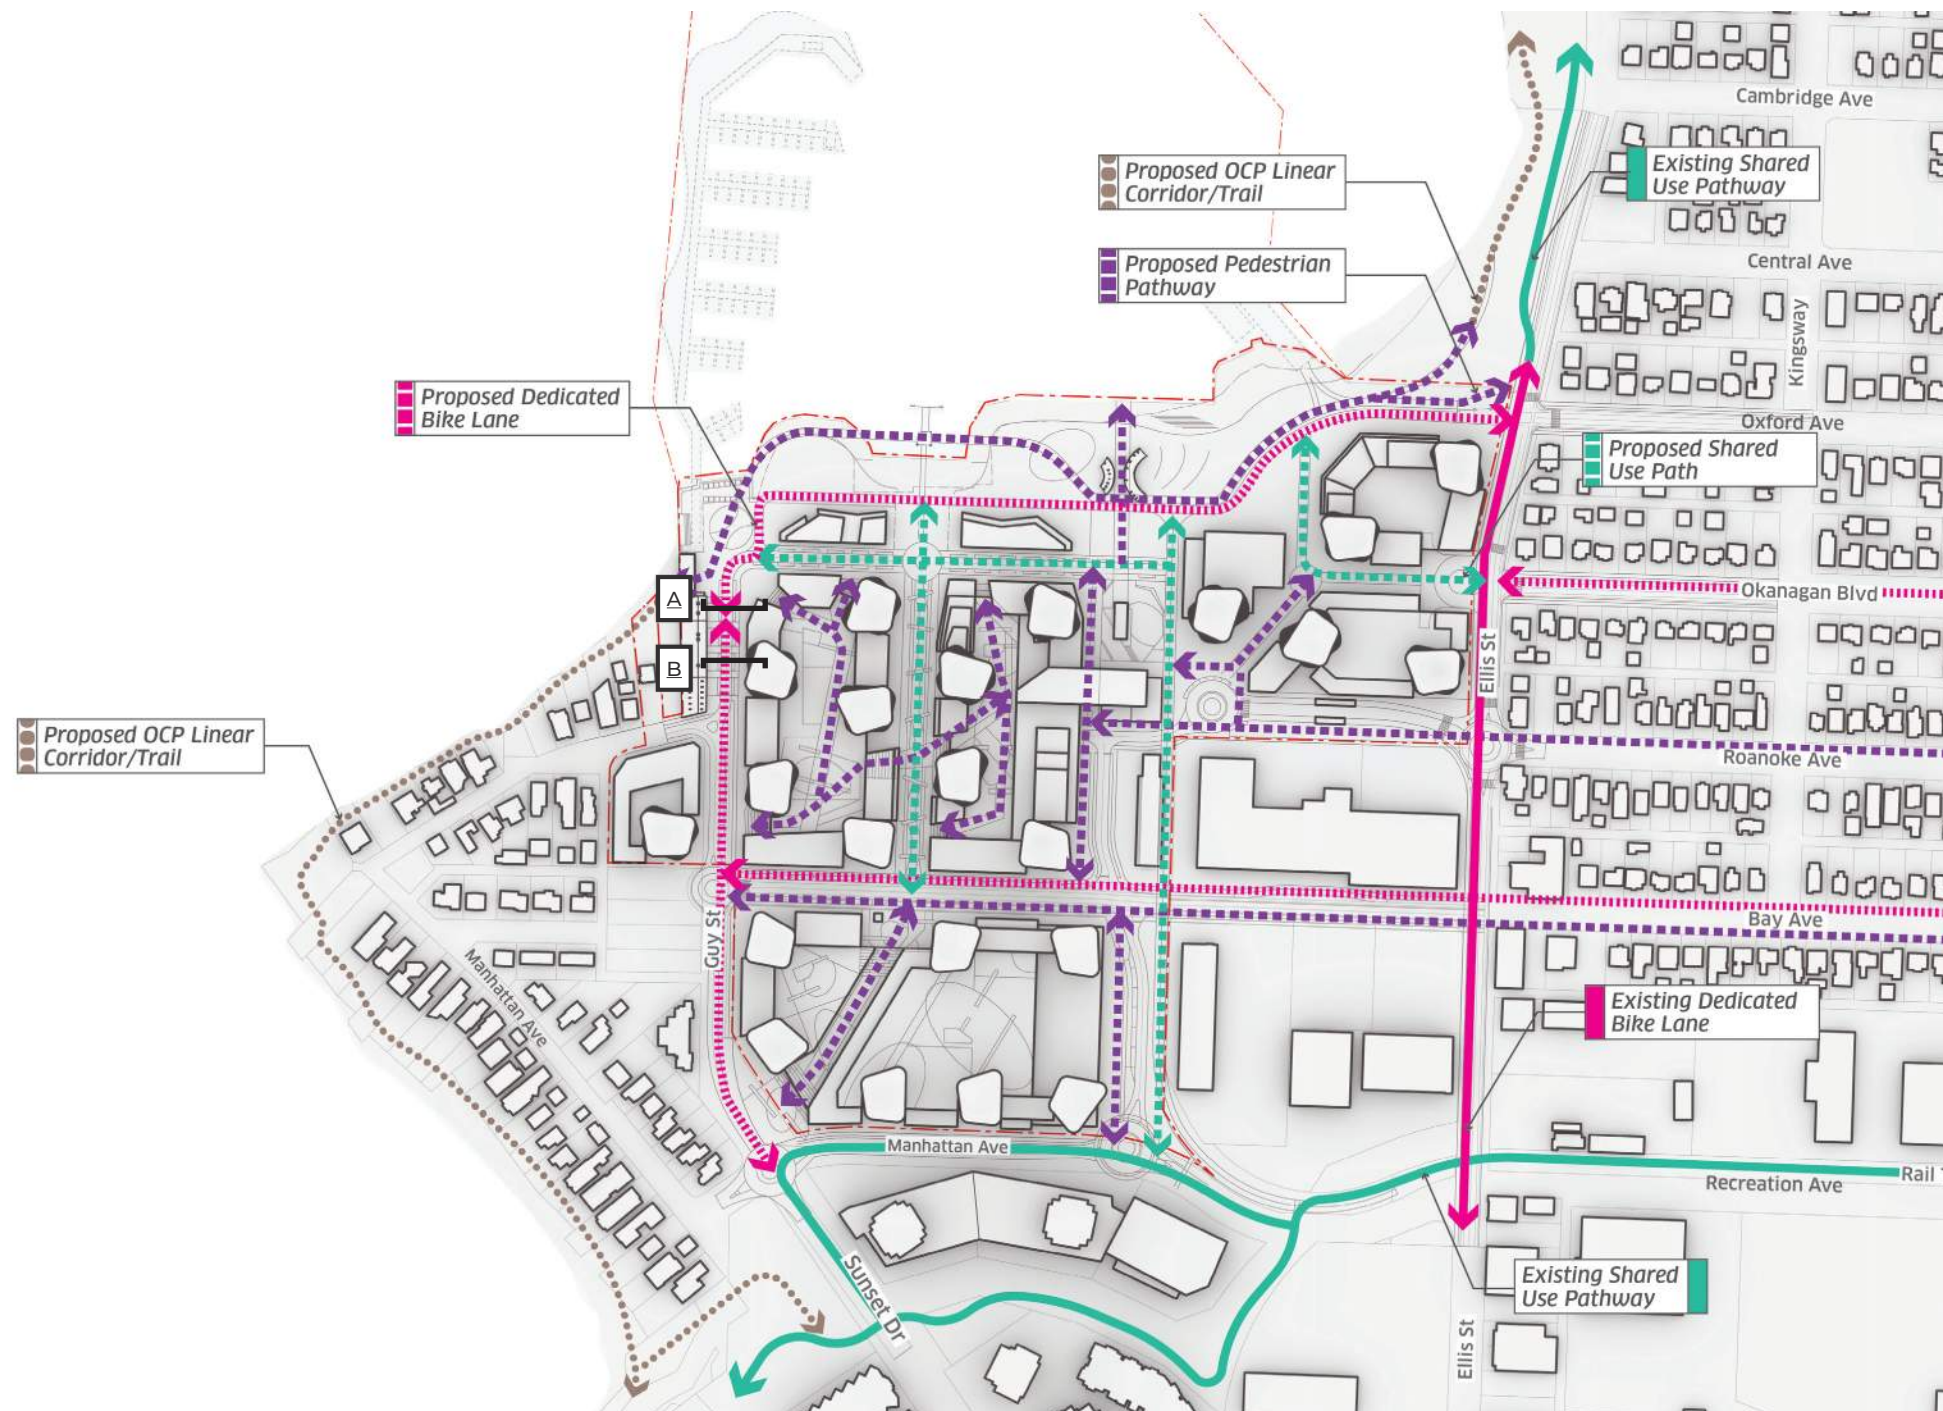 Cambridge Ave
Proposed OCP Linear
Corridor/Trail
Existing Shared
Use Pathway
Proposed Pedestrian
Pathway
Central Ave
Kingsway
Proposed Dedicated
Bike Lane
Oxford Ave
Proposed Shared
Use Path
A
Okanagan Blvd
B
Ellis St
Proposed OCP Linear
Corridor/Trail
Roanoke Ave
Bay Ave
Guy St
Manhattan Ave
Existing Dedicated
Bike Lane
Manhattan Ave
Rail
Recreation Ave
Sunset Dr
Existing Shared
Use Pathway
Ellis St